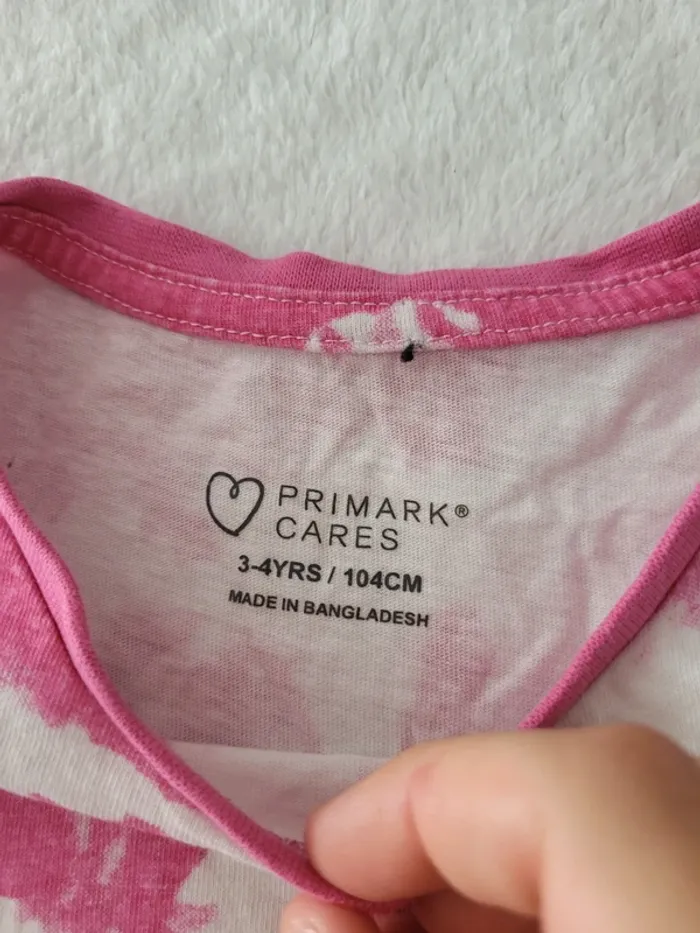 PRIMARK®
CARES
3-4YRS / 104CM
MADE IN BANGLADESH